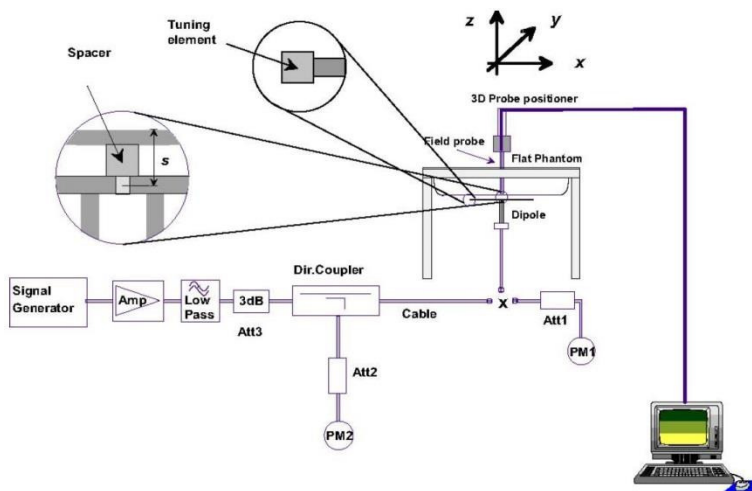 Tuning
element
Spacer
s
z
y
x
3D Probe positioner
Field probe
Flat Phantom
Dipole
Dir.Coupler
Signal
Generator
Amp
Low
Pass
3dB
Att3
Cable
x
Att1
PM1
Att2
PM2